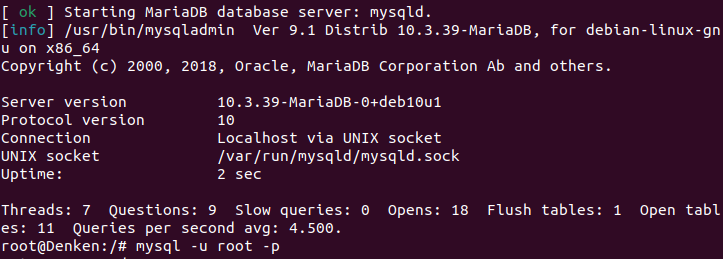 [ ok ] Starting MariaDB database server: mysqld.
[info] /usr/bin/mysqladmin  Ver 9.1 Distrib 10.3.39-MariaDB, for debian-linux-gn
u on x86_64
Copyright (c) 2000, 2018, Oracle, MariaDB Corporation Ab and others.

Server version          10.3.39-MariaDB-0+deb10u1
Protocol version        10
Connection              Localhost via UNIX socket
UNIX socket             /var/run/mysqld/mysqld.sock
Uptime:                 2 sec

Threads: 7  Questions: 9  Slow queries: 0  Opens: 18  Flush tables: 1  Open tabl
es: 11  Queries per second avg: 4.500.
root@Denken:/# mysql -u root -p